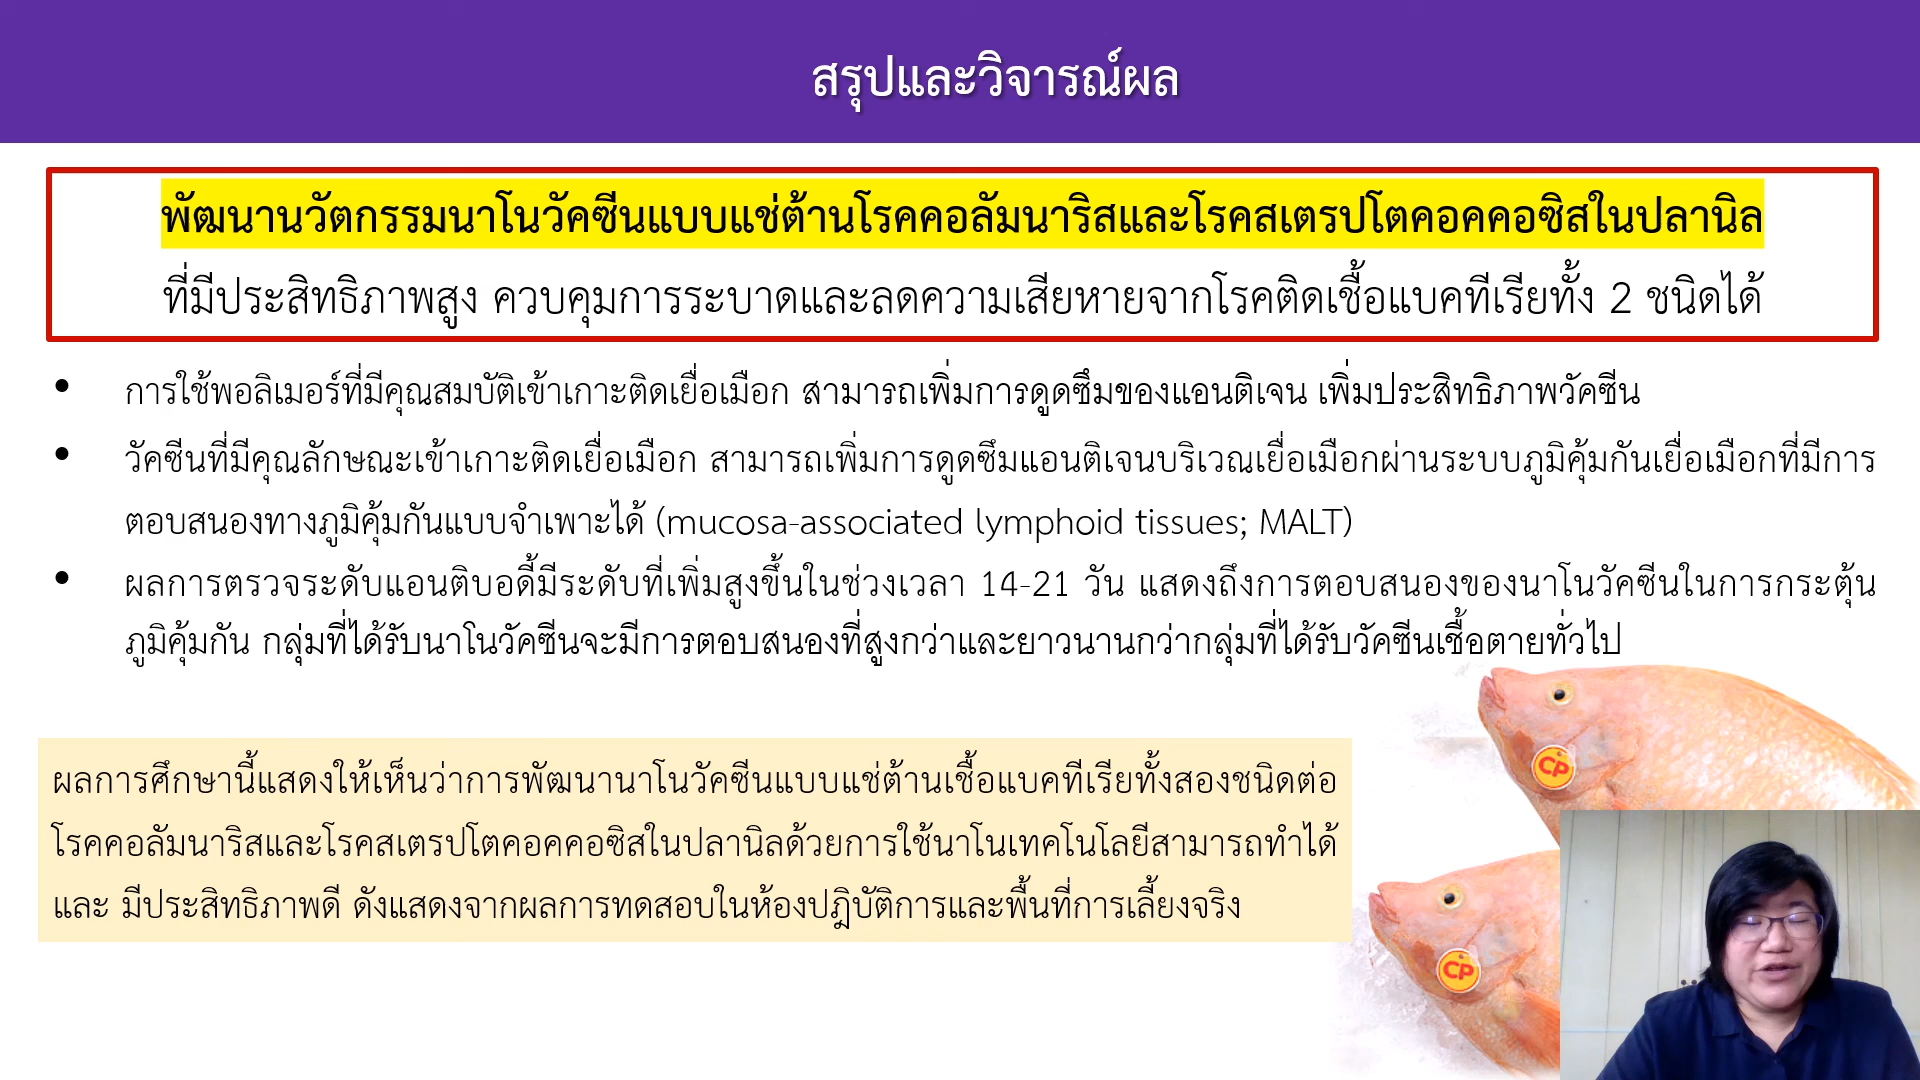 สรุปและวิจารณ์ผล
พัฒนานวัตกรรมนาโนวัคซีนแบบแช่ต้านโรคคอลัมนาริสและโรคสเตรปโตคอคคอซิสในปลานิล
ที่มีประสิทธิภาพสูง ควบคุมการระบาดและลดความเสียหายจากโรคติดเชื้อแบคทีเรียทั้ง 2 ชนิดได้
• การใช้พอลิเมอร์ที่มีคุณสมบัติเข้าเกาะติดเยื่อเมือก สามารถเพิ่มการดูดซึมของแอนติเจน เพิ่มประสิทธิภาพวัคซีน
• วัคซีนที่มีคุณลักษณะเข้าเกาะติดเยื่อเมือก สามารถเพิ่มการดูดซึมแอนติเจนบริเวณเยื่อเมือกผ่านระบบภูมิคุ้มกันเยื่อเมือกที่มีการ
ตอบสนองทางภูมิคุ้มกันแบบจำเพาะได้ (mucosa-associated lymphoid tissues; MALT)
• ผลการตรวจระดับแอนติบอดี้มีระดับที่เพิ่มสูงขึ้นในช่วงเวลา 14-21 วัน แสดงถึงการตอบสนองของนาโนวัคซีนในการกระตุ้น
ภูมิคุ้มกัน กลุ่มที่ได้รับนาโนวัคซีนจะมีการตอบสนองที่สูงกว่าและยาวนานกว่ากลุ่มที่ได้รับวัคซีนเชื้อตายทั่วไป
ผลการศึกษานี้แสดงให้เห็นว่าการพัฒนานาโนวัคซีนแบบแช่ต้านเชื้อแบคทีเรียทั้งสองชนิดต่อ
โรคคอลัมนาริสและโรคสเตรปโตคอคคอซิสในปลานิลด้วยการใช้นาโนเทคโนโลยีสามารถทำได้
และ มีประสิทธิภาพดี ดังแสดงจากผลการทดสอบในห้องปฎิบัติการและพื้นที่การเลี้ยงจริง
CP
CP